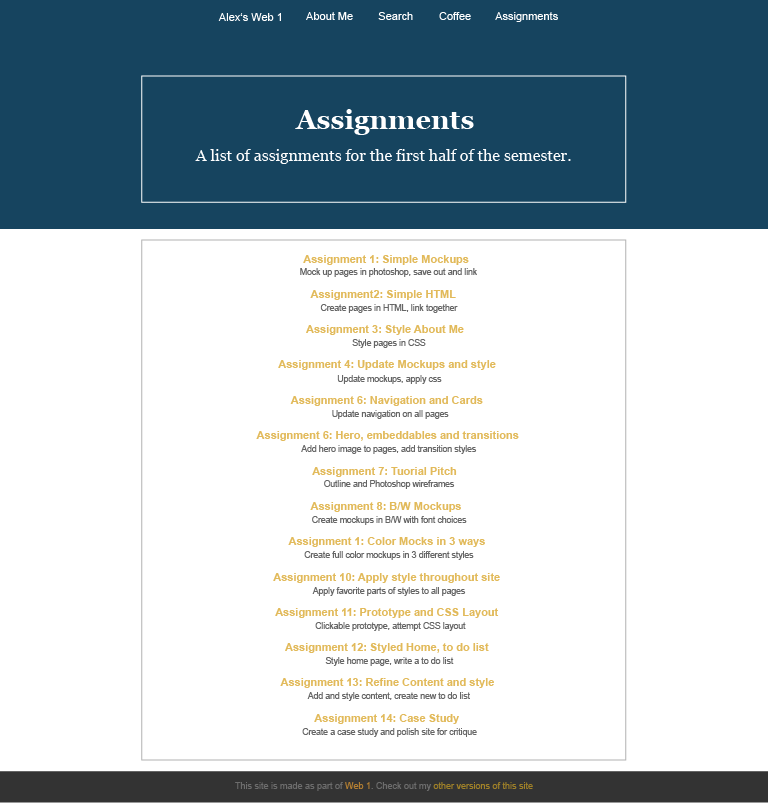 Alex's Web 1 About Me Search Coffee Assignments
Assignments
A list of assignments for the first half of the semester.
Assignment 1: Simple Mockups
Mock up pages in photoshop, save out and link
Assignment2: Simple HTML
Create pages in HTML, link together
Assignment 3: Style About Me
Style pages in CSS
Assignment 4: Update Mockups and style
Update mockups, apply css
Assignment 6: Navigation and Cards
Update navigation on all pages
Assignment 6: Hero, embeddables and transitions
Add hero image to pages, add transition styles
Assignment 7: Tuorial Pitch
Outline and Photoshop wireframes
Assignment 8: B/W Mockups
Create mockups in B/W with font choices
Assignment 1: Color Mocks in 3 ways
Create full color mockups in 3 different styles
Assignment 10: Apply style throughout site
Apply favorite parts of styles to all pages
Assignment 11: Prototype and CSS Layout
Clickable prototype, attempt CSS layout
Assignment 12: Styled Home, to do list
Style home page, write a to do list
Assignment 13: Refine Content and style
Add and style content, create new to do list
Assignment 14: Case Study
Create a case study and polish site for critique
This site is made as part of Web 1. Check out my other versions of this site